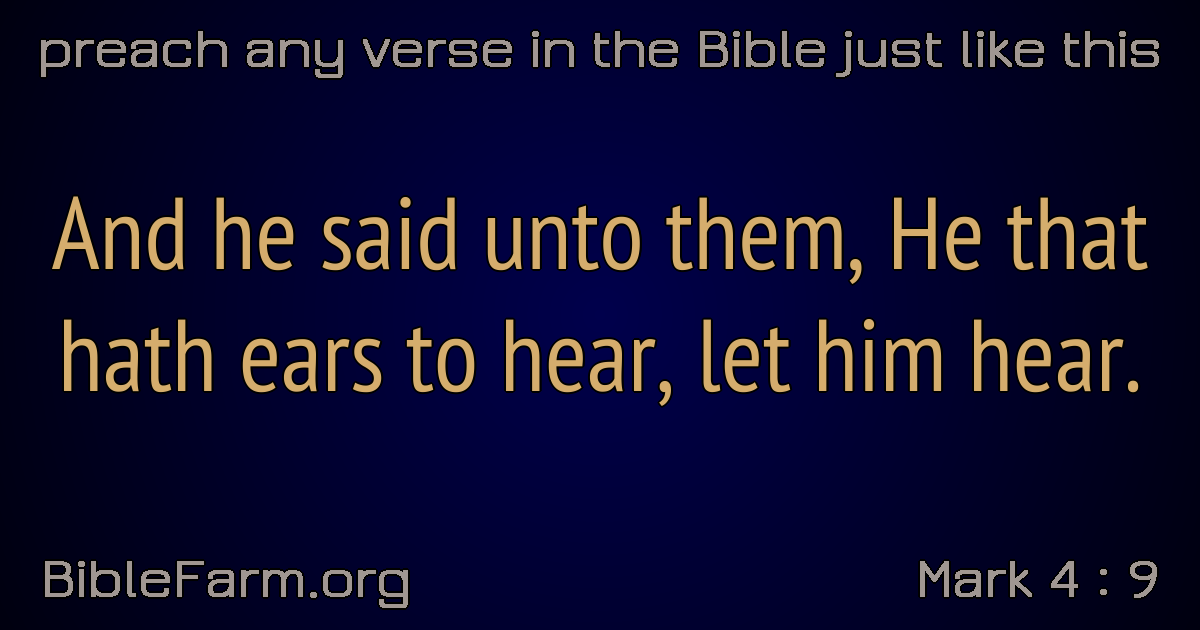 preach any verse in the Bible just like this
And he said unto them, He that
hath ears to hear, let him hear.
BibleFarm.org
Mark 4 : 9